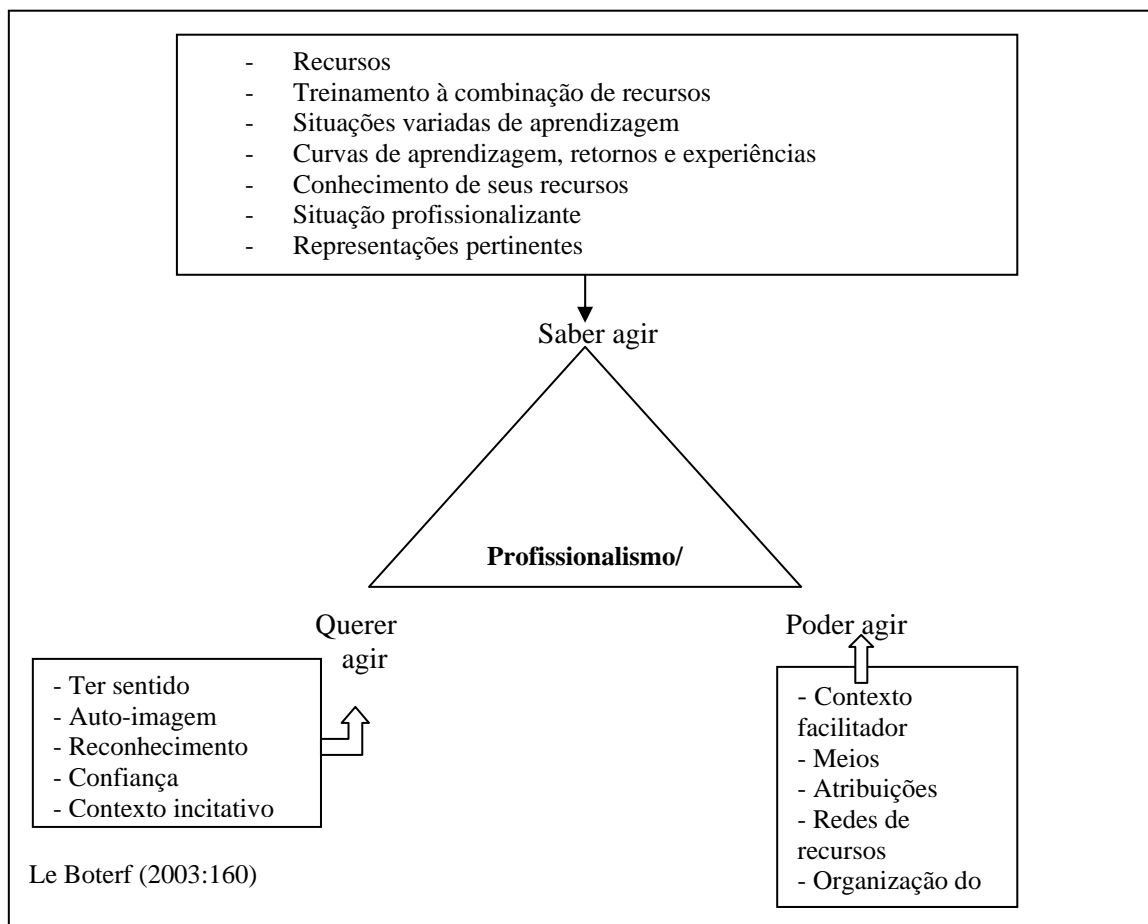 - Recursos
- Treinamento à combinação de recursos
- Situações variadas de aprendizagem
- Curvas de aprendizagem, retornos e experiências
- Conhecimento de seus recursos
- Situação profissionalizante
- Representações pertinentes
Saber agir
Profissionalismo/
Querer
agir
Poder agir
- Ter sentido
- Auto-imagem
- Reconhecimento
- Confiança
- Contexto incitativo
- Contexto
facilitador
- Meios
- Atribuições
- Redes de
recursos
- Organização do
Le Boterf (2003:160)